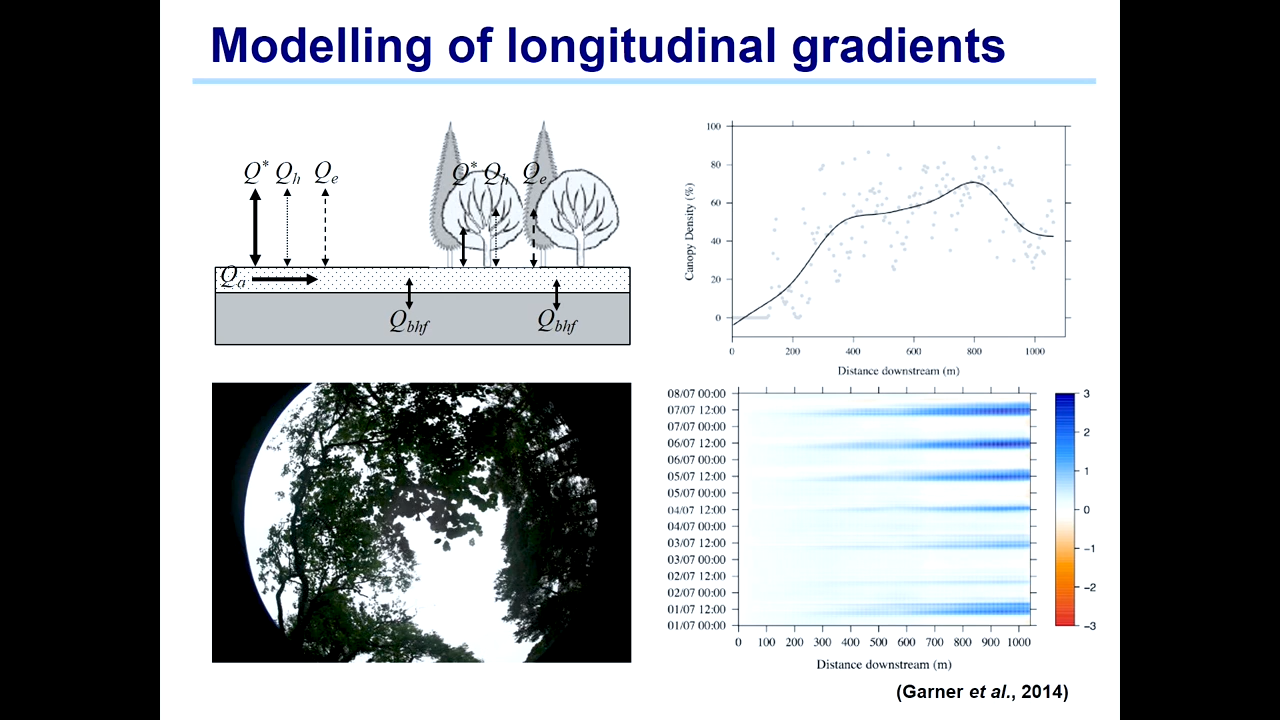 Modelling of longitudinal gradients
Q* Qh Qe
Q* Qh Qe
Qa
Qbhf
Qbhf
Canopy Density (%)
100
80
60
40
20
0
0 200 400 600 800 1000
Distance downstream (m)
08/07 00:00
07/07 12:00
07/07 00:00
06/07 12:00
06/07 00:00
05/07 12:00
05/07 00:00
04/07 12:00
04/07 00:00
03/07 12:00
03/07 00:00
02/07 12:00
02/07 00:00
01/07 12:00
01/07 00:00
0 100 200 300 400 500 600 700 800 900 1000
Distance downstream (m)
3
2
1
0
−1
−2
−3
(Garner et al., 2014)